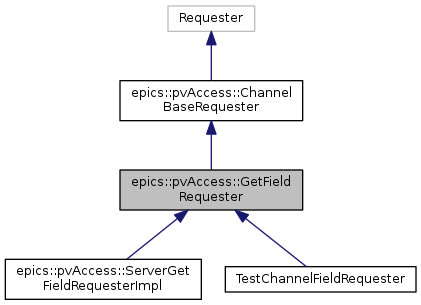 Requester
epics::pvAccess::Channel
BaseRequester
epics::pvAccess::GetField
Requester
epics::pvAccess::ServerGet
FieldRequesterImpl
TestChannelFieldRequester